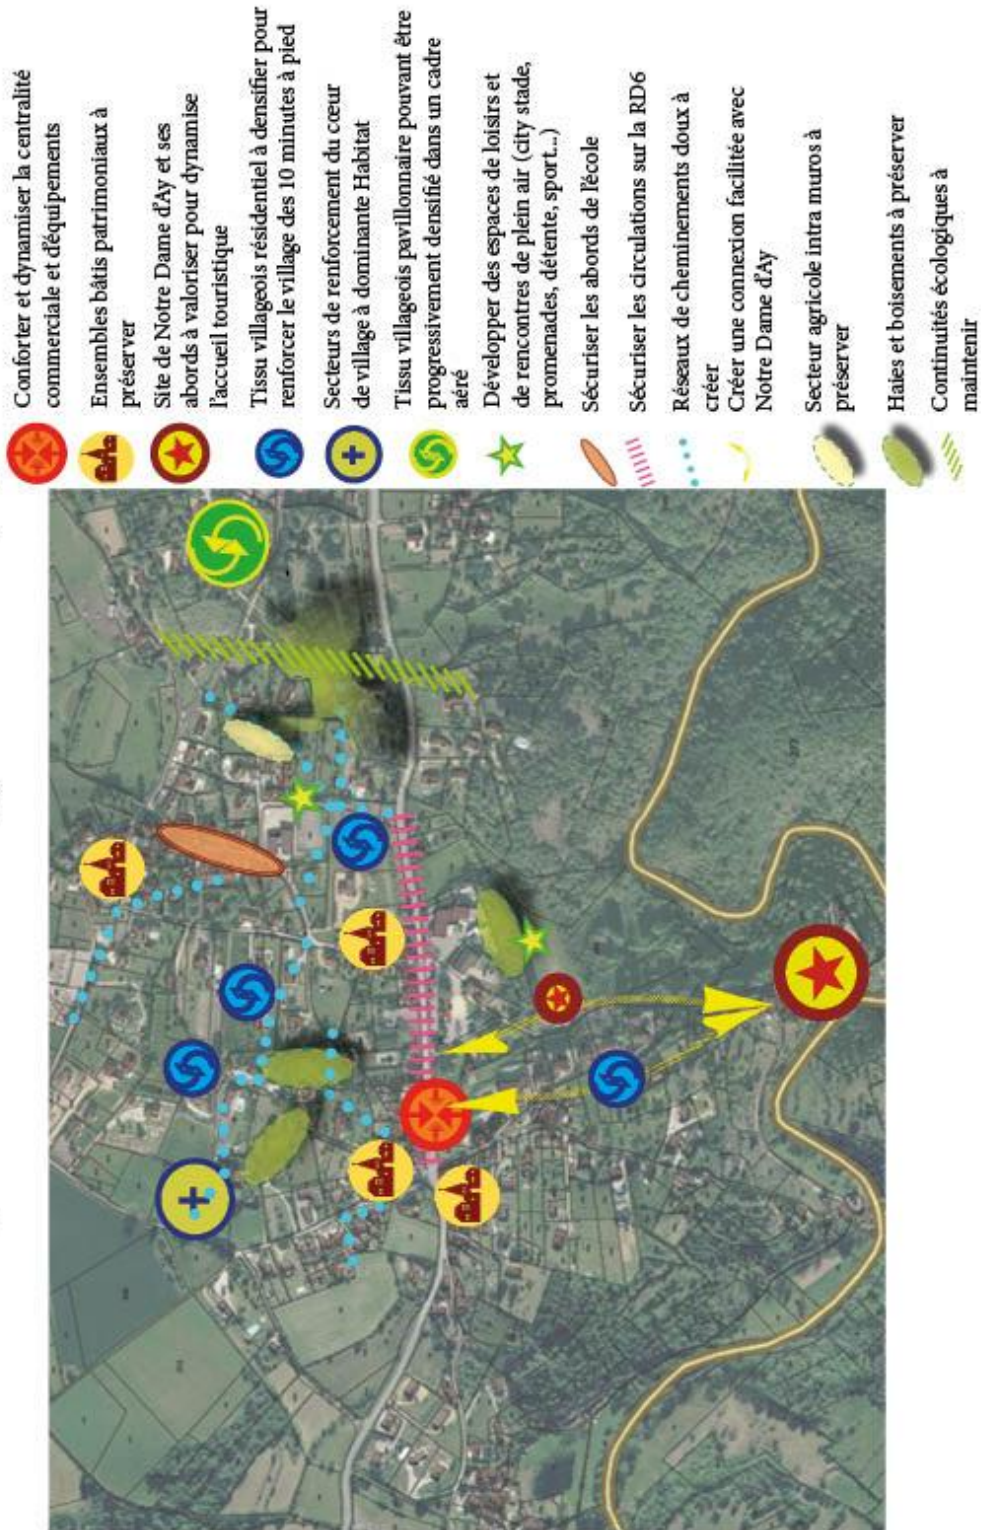 Conforter et dynamiser la centralité
commerciale et d'équipements
Ensembles bâtis patrimoniaux à
préserver
Site de Notre Dame d'Ay et ses
abords à valoriser pour dynamise
l'accueil touristique
Tissu villageois résidentiel à densifier pour
renforcer le village des 10 minutes à pied
Secteurs de renforcement du cœur
de village à dominante Habitat
Tissu villageois pavillonnaire pouvant être
progressivement densifié dans un cadre
aéré
Développer des espaces de loisirs et
de rencontres de plein air (city stade,
promenades, détente, sport...)
Sécuriser les abords de l'école
Sécuriser les circulations sur la RD6
Réseaux de cheminements doux à
créer
Créer une connexion facilitée avec
Notre Dame d'Ay
Secteur agricole intra muros à
préserver
Haies et boisements à préserver
Continuités écologiques à
maintenir